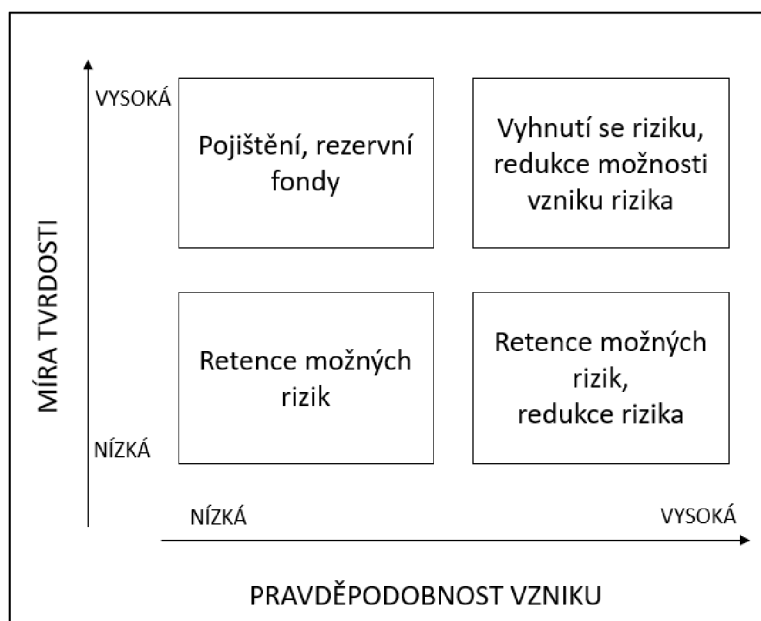 VYSOKÁ
Pojištění, rezervní
fondy
Vyhnutí se riziku,
redukce možnosti
vzniku rizika
MÍRA TVRDOSTI
Retence možných
rizik
Retence možných
rizik,
redukce rizika
NÍZKÁ
NÍZKÁ
VYSOKÁ
PRAVDĚPODOBNOST VZNIKU